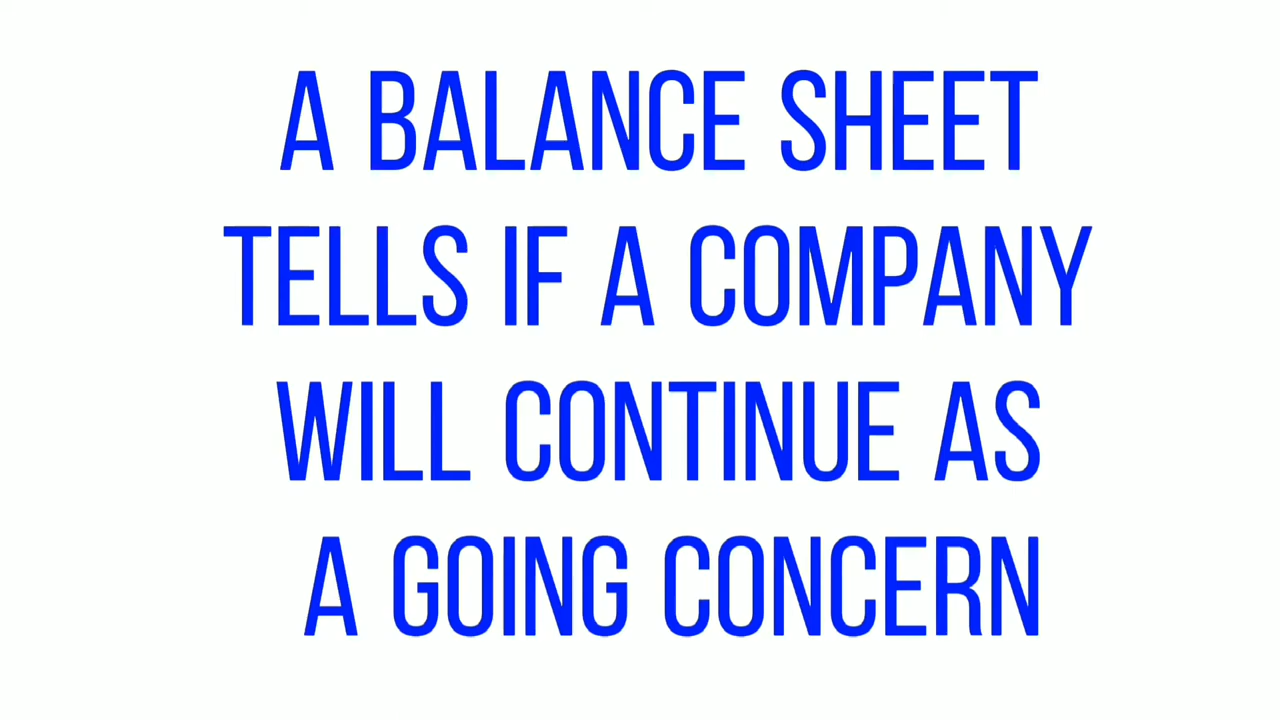 A BALANCE SHEET
TELLS IF A COMPANY
WILL CONTINUE AS
A GOING CONCERN